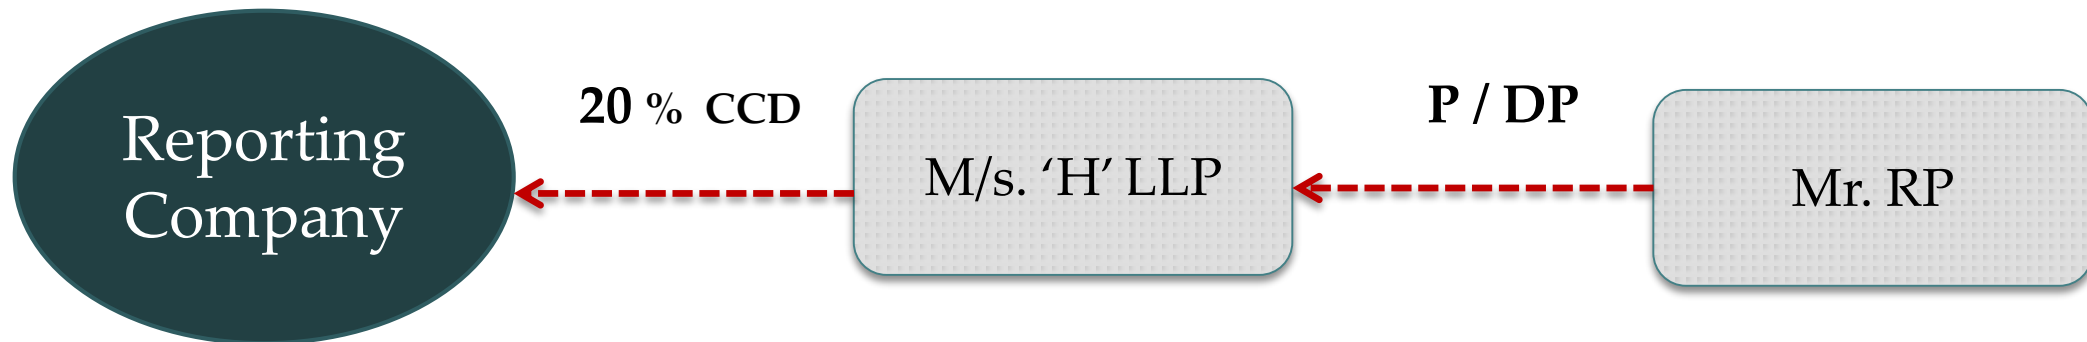 Reporting
Company
20 % CCD
M/s. ‘H’ LLP
P / DP
Mr. RP